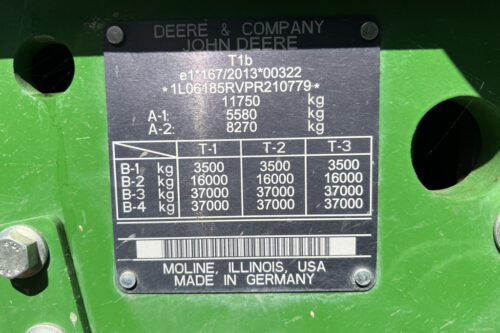 DEERE & COMPANY
JOHN DEERE
T1b
e1*167/2013*00322
*1L06185RVPR210779*
11750 kg
A-1: 5580 kg
A-2: 8270 kg
T-1 T-2 T-3
B-1 kg 3500 3500 3500
B-2 kg 16000 16000 16000
B-3 kg 37000 37000 37000
B-4 kg 37000 37000 37000
MOLINE, ILLINOIS, USA
MADE IN GERMANY